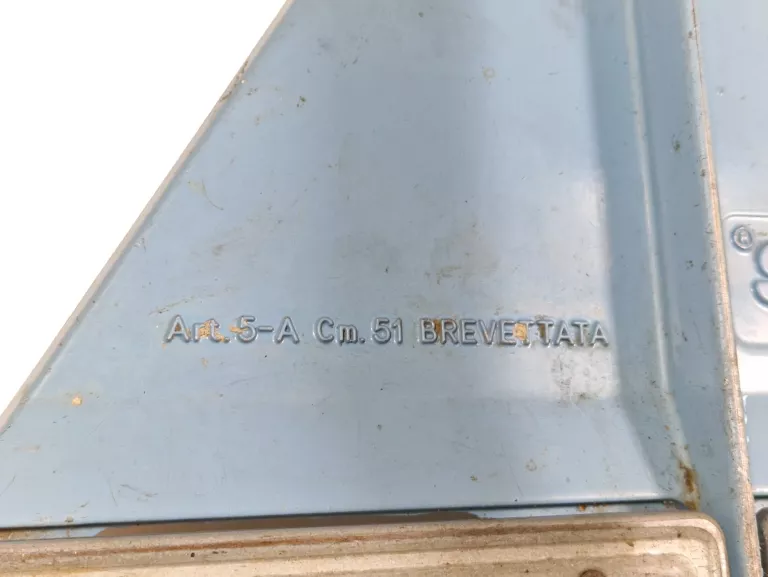 Art. 5-A Cm. 51 BREVETTATA
®